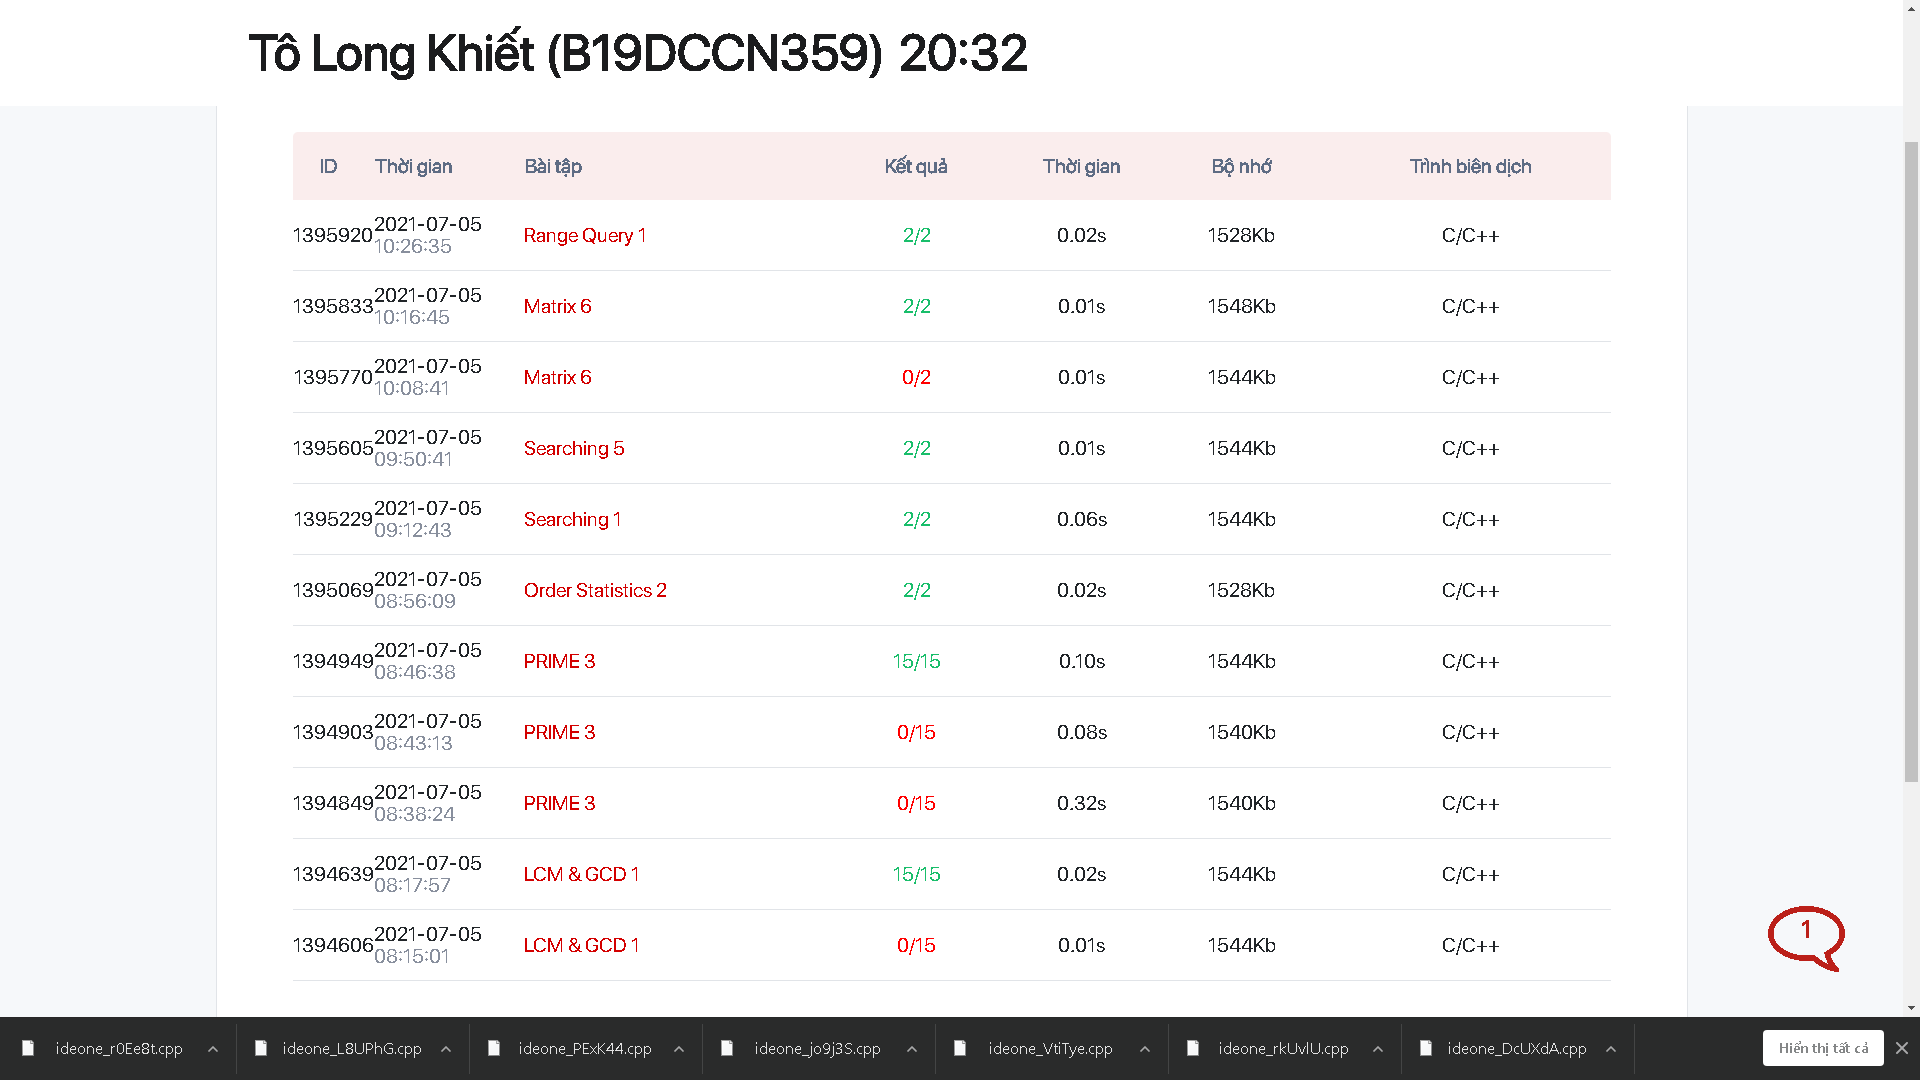 Tô Long Khiết (B19DCCN359) 20:32
ID Thời gian Bài tập Kết quả Thời gian Bộ nhớ Trình biên dịch
1395920 2021-07-05 10:26:35 Range Query 1 2/2 0.02s 1528Kb C/C++
1395833 2021-07-05 10:16:45 Matrix 6 2/2 0.01s 1548Kb C/C++
1395770 2021-07-05 10:08:41 Matrix 6 0/2 0.01s 1544Kb C/C++
1395605 2021-07-05 09:50:41 Searching 5 2/2 0.01s 1544Kb C/C++
1395229 2021-07-05 09:12:43 Searching 1 2/2 0.06s 1544Kb C/C++
1395069 2021-07-05 08:56:09 Order Statistics 2 2/2 0.02s 1528Kb C/C++
1394949 2021-07-05 08:46:38 PRIME 3 15/15 0.10s 1544Kb C/C++
1394903 2021-07-05 08:43:13 PRIME 3 0/15 0.08s 1540Kb C/C++
1394849 2021-07-05 08:38:24 PRIME 3 0/15 0.32s 1540Kb C/C++
1394639 2021-07-05 08:17:57 LCM & GCD 1 15/15 0.02s 1544Kb C/C++
1394606 2021-07-05 08:15:01 LCM & GCD 1 0/15 0.01s 1544Kb C/C++
1
ideone_r0Ee8t.cpp ideone_L8UPhG.cpp ideone_PExK44.cpp ideone_jo9j3S.cpp ideone_VtiTye.cpp ideone_rkUvlU.cpp ideone_DcUXdA.cpp Hiển thị tất cả